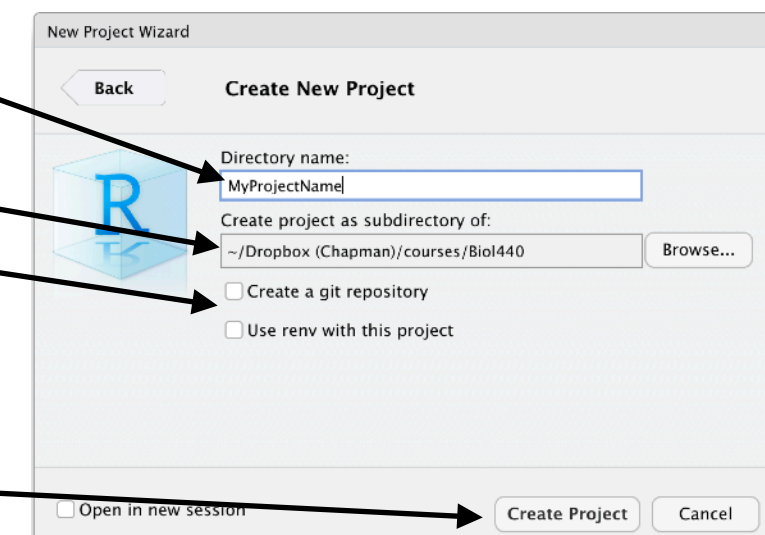 New Project Wizard
Back
Create New Project
R
Directory name:
MyProjectName
Create project as subdirectory of:
~/Dropbox (Chapman)/courses/Biol440
Browse...
Create a git repository
Use renv with this project
Open in new session
Create Project
Cancel